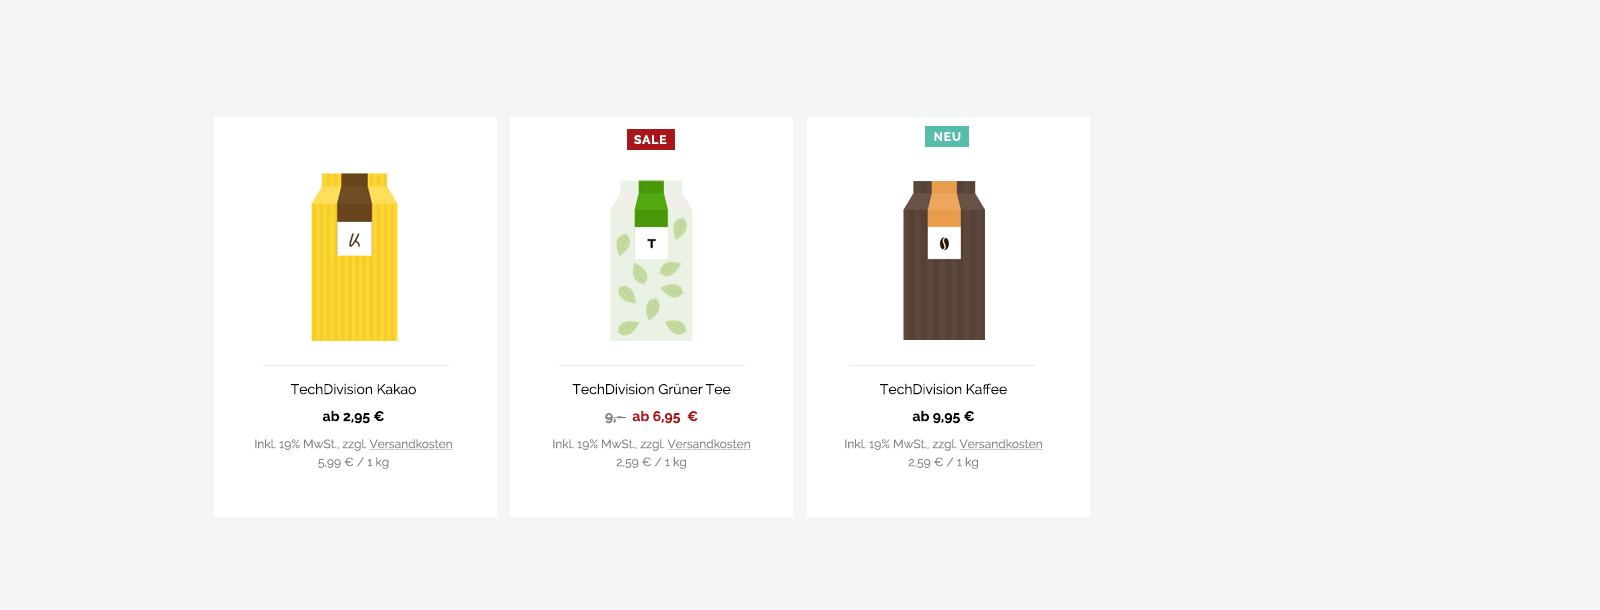 K
TechDivision Kakao
ab 2,95 €
Inkl. 19% MwSt., zzgl. Versandkosten
5,99 € / 1 kg
SALE
T
TechDivision Grüner Tee
9,– ab 6,95 €
Inkl. 19% MwSt., zzgl. Versandkosten
2,59 € / 1 kg
NEU
TechDivision Kaffee
ab 9,95 €
Inkl. 19% MwSt., zzgl. Versandkosten
2,59 € / 1 kg